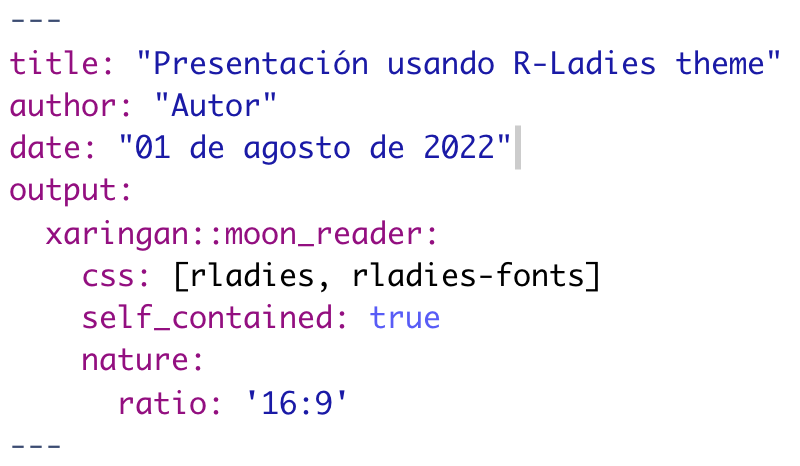 ---
title: "Presentación usando R-Ladies theme"
author: "Autor"
date: "01 de agosto de 2022"
output:
  xaringan::moon_reader:
    css: [rladies, rladies-fonts]
    self_contained: true
    nature:
      ratio: '16:9'
---